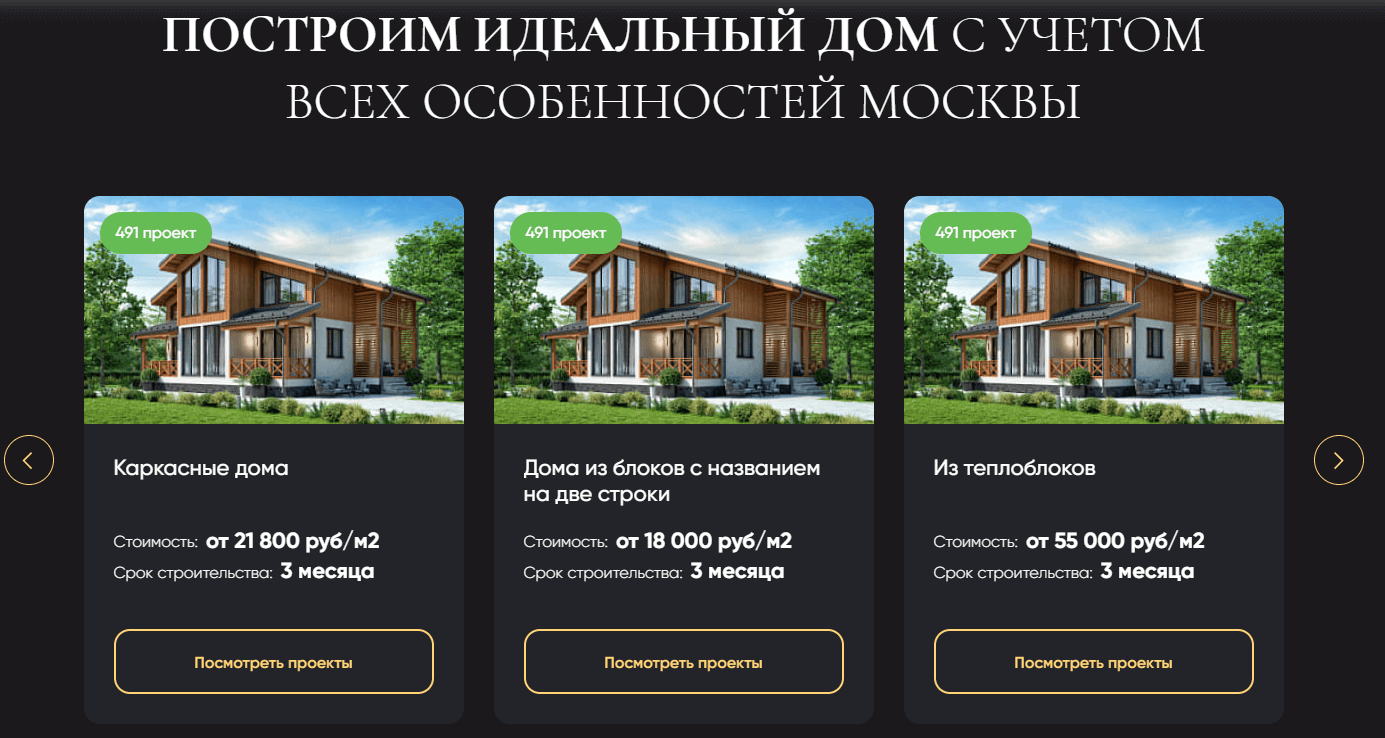 ПОСТРОИМ ИДЕАЛЬНЫЙ ДОМ С УЧЕТОМ
ВСЕХ ОСОБЕННОСТЕЙ МОСКВЫ
491 проект
Каркасные дома
Стоимость: от 21 800 руб/м2
Срок строительства: 3 месяца
Посмотреть проекты
491 проект
Дома из блоков с названием
на две строки
Стоимость: от 18 000 руб/м2
Срок строительства: 3 месяца
Посмотреть проекты
491 проект
Из теплоблоков
Стоимость: от 55 000 руб/м2
Срок строительства: 3 месяца
Посмотреть проекты